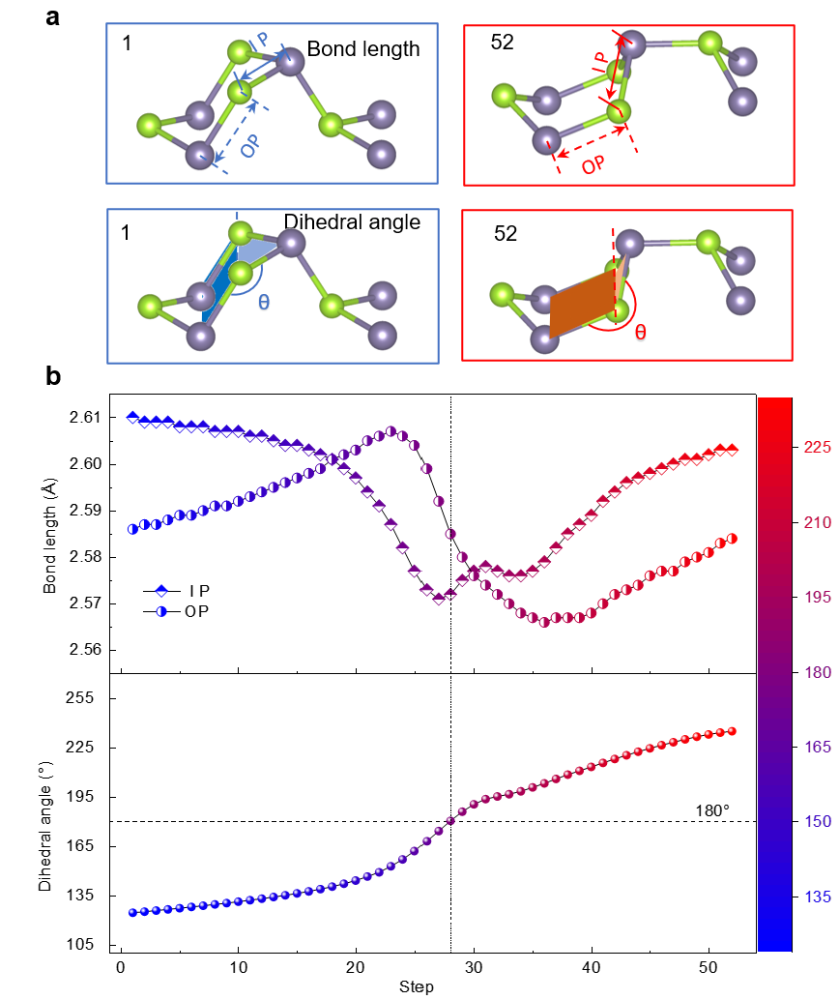 a
1
IP
Bond length
OP
52
IP
OP
1
Dihedral angle
θ
52
θ
b
Bond length (Å)
2.61
2.60
2.59
2.58
2.57
2.56
IP
OP
225
210
195
180
165
150
135
Dihedral angle (°)
255
225
195
165
135
105
180°
0
10
20
30
40
50
Step